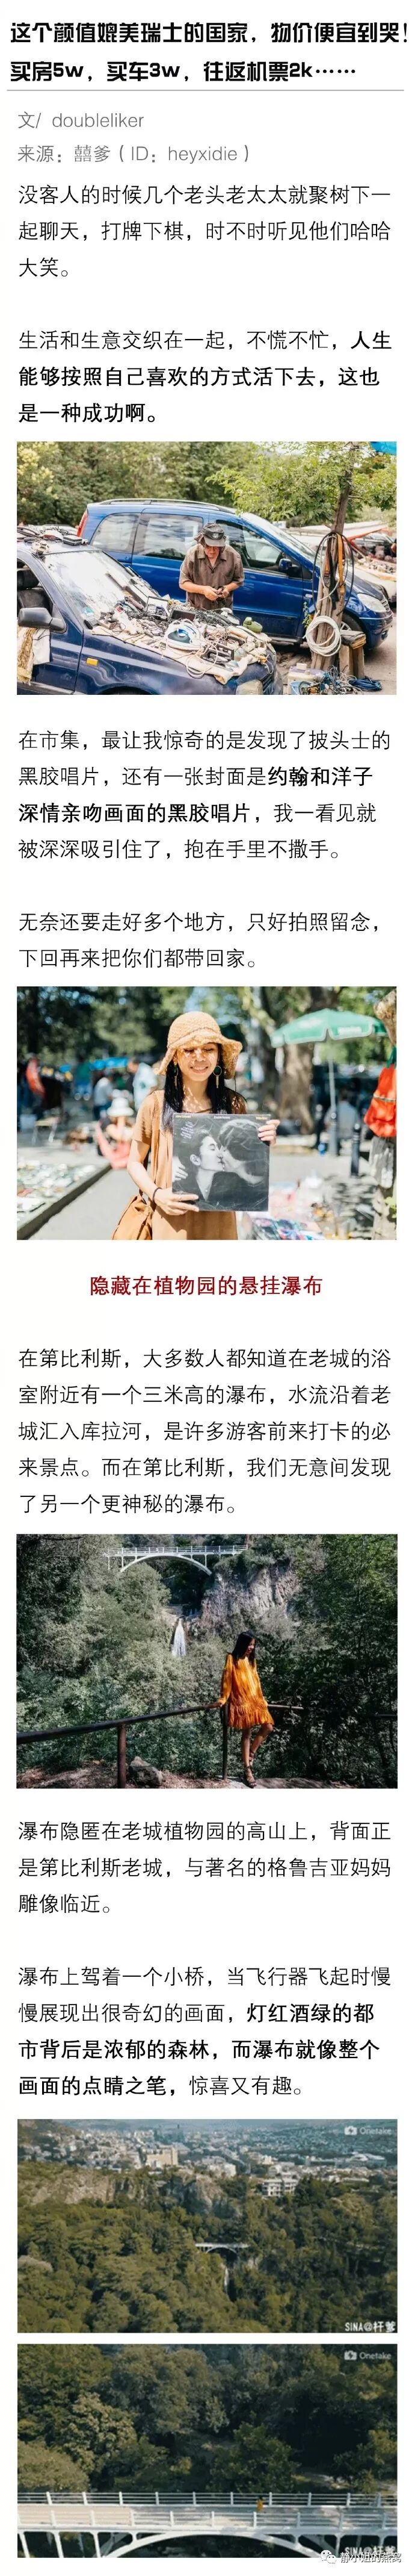 这个颜值媲美瑞士的国家，物价便宜到哭！
买房5w，买车3w，往返机票2k……
文/ doubleliker
来源：囍爹（ID：heyxidie）
没客人的时候几个老头老太太就聚树下一
起聊天，打牌下棋，时不时听见他们哈哈
大笑。
生活和生意交织在一起，不慌不忙，人生
能够按照自己喜欢的方式活下去，这也
是一种成功啊。
在市集，最让我惊奇的是发现了披头士的
黑胶唱片，还有一张封面是约翰和洋子
深情亲吻画面的黑胶唱片，我一看见就
被深深吸引住了，抱在手里不撒手。
无奈还要走好多个地方，只好拍照留念，
下回再来把你们都带回家。
隐藏在植物园的悬挂瀑布
在第比利斯，大多数人都知道在老城的浴
室附近有一个三米高的瀑布，水流沿着老
城汇入库拉河，是许多游客前来打卡的必
来景点。而在第比利斯，我们无意间发现
了另一个更神秘的瀑布。
瀑布隐匿在老城植物园的高山上，背面正
是第比利斯老城，与著名的格鲁吉亚妈妈
雕像临近。
瀑布上驾着一个小桥，当飞行器飞起时慢
慢展现出很奇幻的画面，灯红酒绿的都
市背后是浓郁的森林，而瀑布就像整个
画面的点睛之笔，惊喜又有趣。
Onetake
SINA@杆爹
Onetake